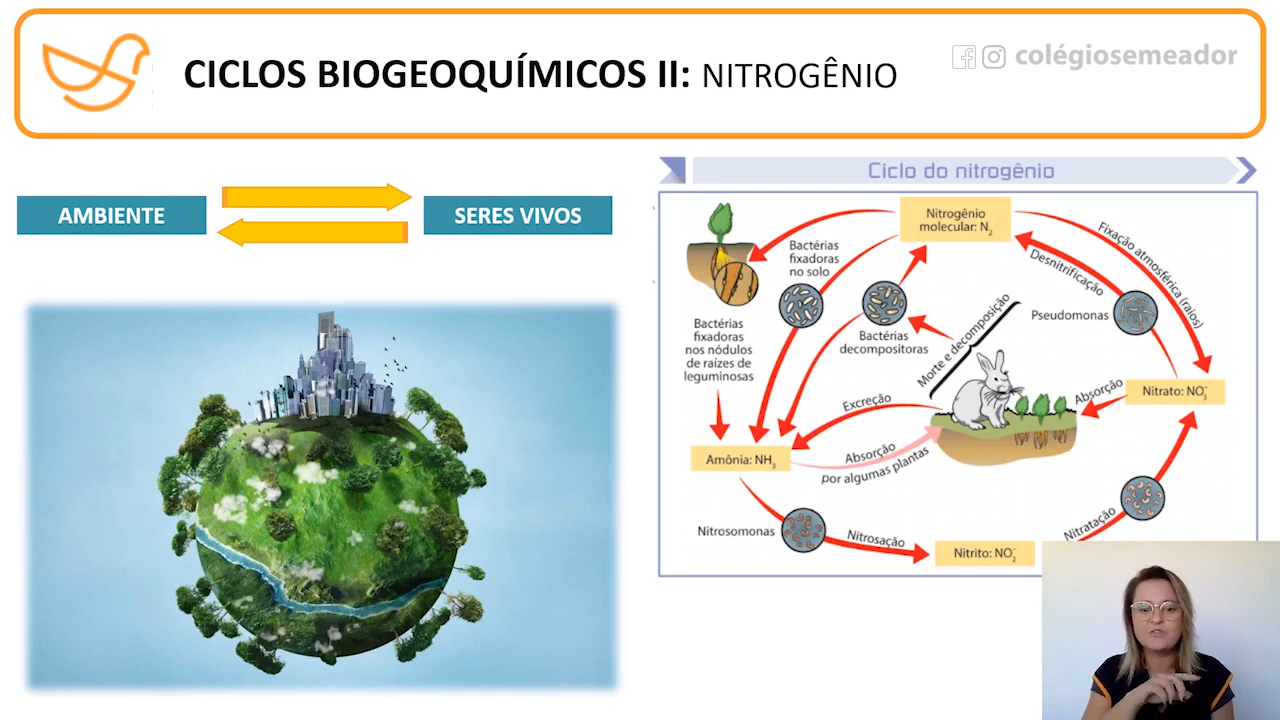 CICLOS BIOGEOQUÍMICOS II: NITROGÊNIO
colégiosemeador
AMBIENTE
SERES VIVOS
Ciclo do nitrogênio
Nitrogênio
molecular: N₂
Fixação atmosférica (raios)
Desnitrificação
Bactérias
fixadoras
no solo
Pseudomonas
Bactérias
decompositoras
Morte e decomposição
Bactérias
fixadoras
nos nódulos
de raízes de
leguminosas
Excreção
Absorção
Nitrato: NO₃⁻
Amônia: NH₃
Absorção
por algumas plantas
Nitrosomonas
Nitrosação
Nitrito: NO₂⁻
Nitratação